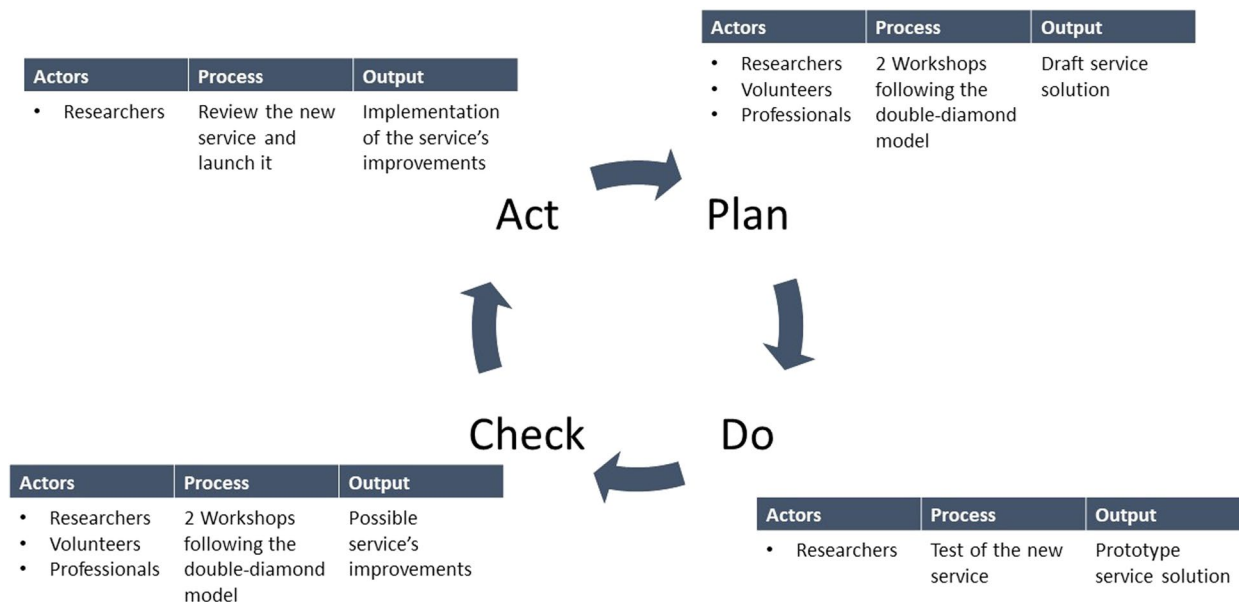 Actors Process Output
• Researchers 2 Workshops Draft service
• Volunteers following the solution
• Professionals double-diamond
model
Actors Process Output
• Researchers Review the new Implementation
service and of the service's
launch it improvements
Act Plan
Check Do
Actors Process Output
• Researchers 2 Workshops Possible
• Volunteers following the service's
• Professionals double-diamond improvements
model
Actors Process Output
• Researchers Test of the new Prototype
service service solution